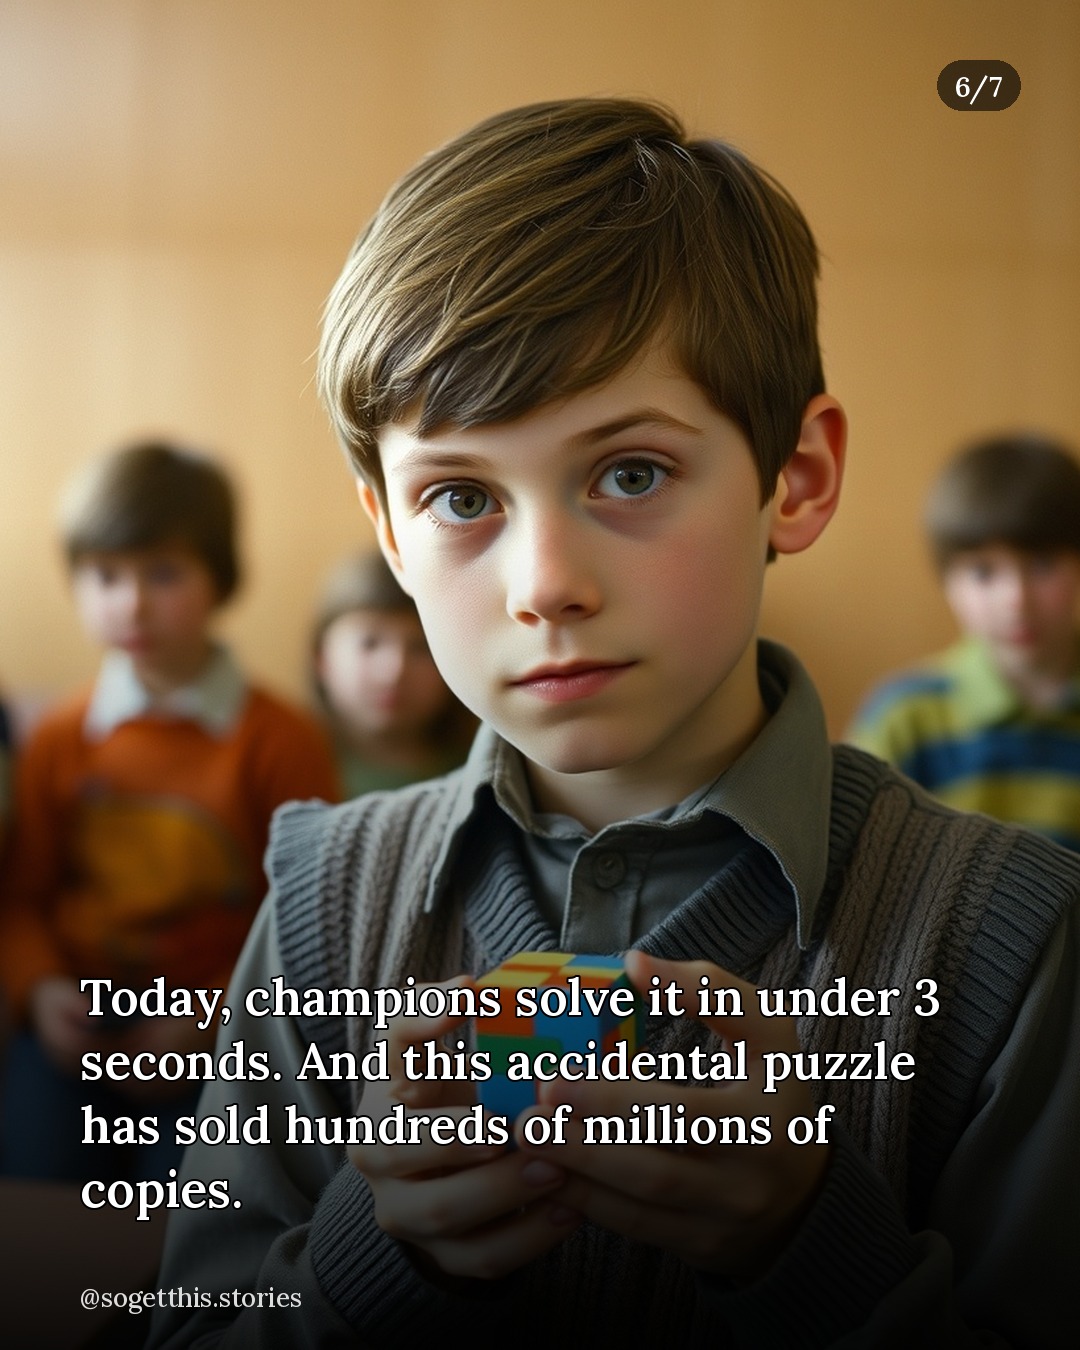 6/7
Today, champions solve it in under 3
seconds. And this accidental puzzle
has sold hundreds of millions of
copies.
@sogetthis.stories